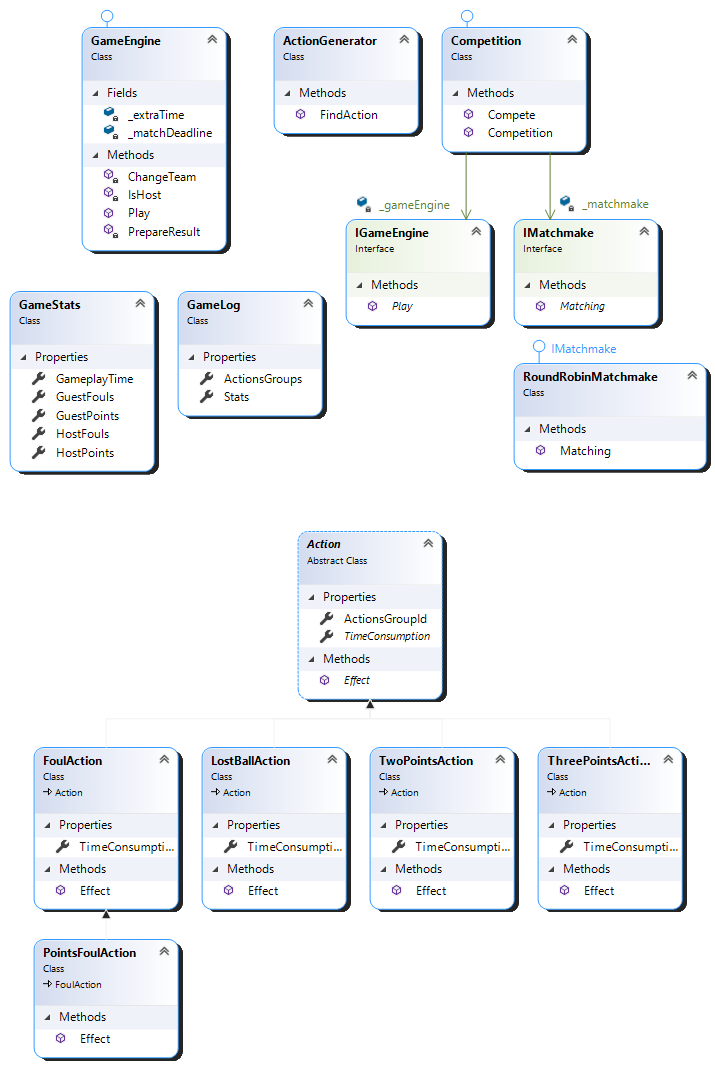 GameEngine
Class
Fields
_extraTime
_matchDeadline
Methods
ChangeTeam
IsHost
Play
PrepareResult
ActionGenerator
Class
Methods
FindAction
Competition
Class
Methods
Compete
Competition
_gameEngine
_matchmake
IGameEngine
Interface
Methods
Play
IMatchmake
Interface
Methods
Matching
GameStats
Class
Properties
GameplayTime
GuestFouls
GuestPoints
HostFouls
HostPoints
GameLog
Class
Properties
ActionsGroups
Stats
IMatchmake
RoundRobinMatchmake
Class
Methods
Matching
Action
Abstract Class
Properties
ActionsGroupId
TimeConsumption
Methods
Effect
FoulAction
Class
Action
Properties
TimeConsumpti...
Methods
Effect
LostBallAction
Class
Action
Properties
TimeConsumpti...
Methods
Effect
TwoPointsAction
Class
Action
Properties
TimeConsumpti...
Methods
Effect
ThreePointsActi...
Class
Action
Properties
TimeConsumpti...
Methods
Effect
PointsFoulAction
Class
FoulAction
Methods
Effect